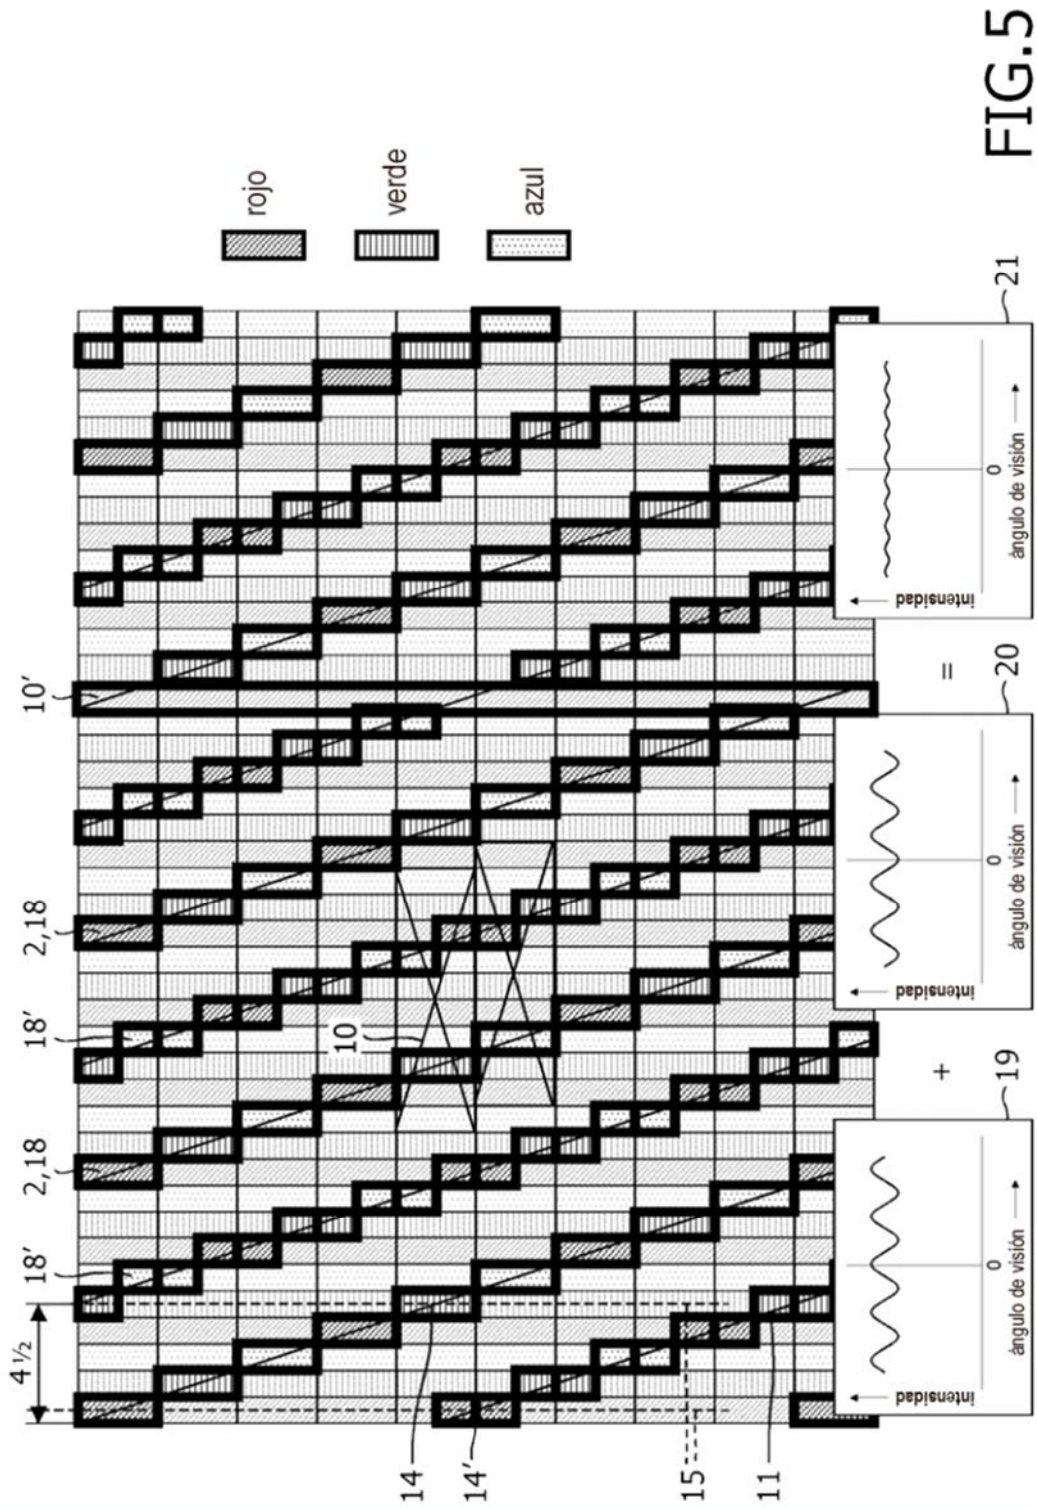 FIG.5
rojo
verde
azul
10'
2,18
18'
2,18
18'
4 ½
10
14
14'
15
11
19
intensidad
0
ángulo de visión
+
20
intensidad
0
ángulo de visión
=
21
intensidad
0
ángulo de visión